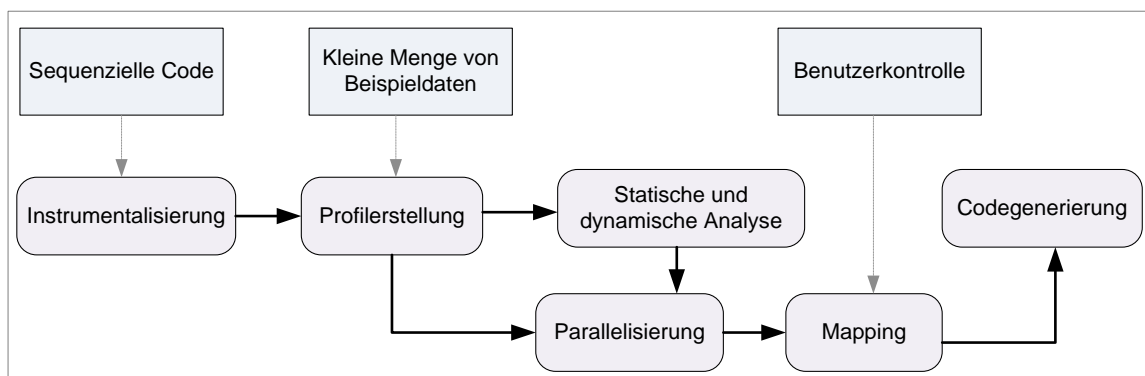 Sequenzielle Code
Kleine Menge von
Beispieldaten
Benutzerkontrolle
Instrumentalisierung
Profilerstellung
Statische und
dynamische Analyse
Codegenerierung
Parallelisierung
Mapping